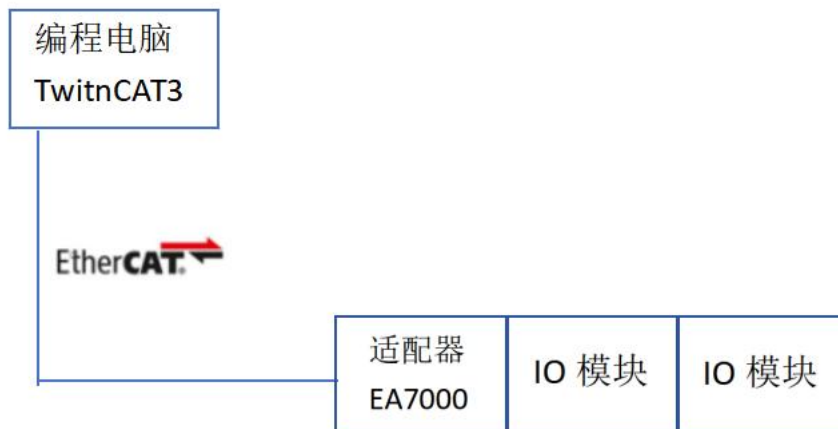 编程电脑
TwitnCAT3
EtherCAT®
适配器
EA7000
IO 模块
IO 模块